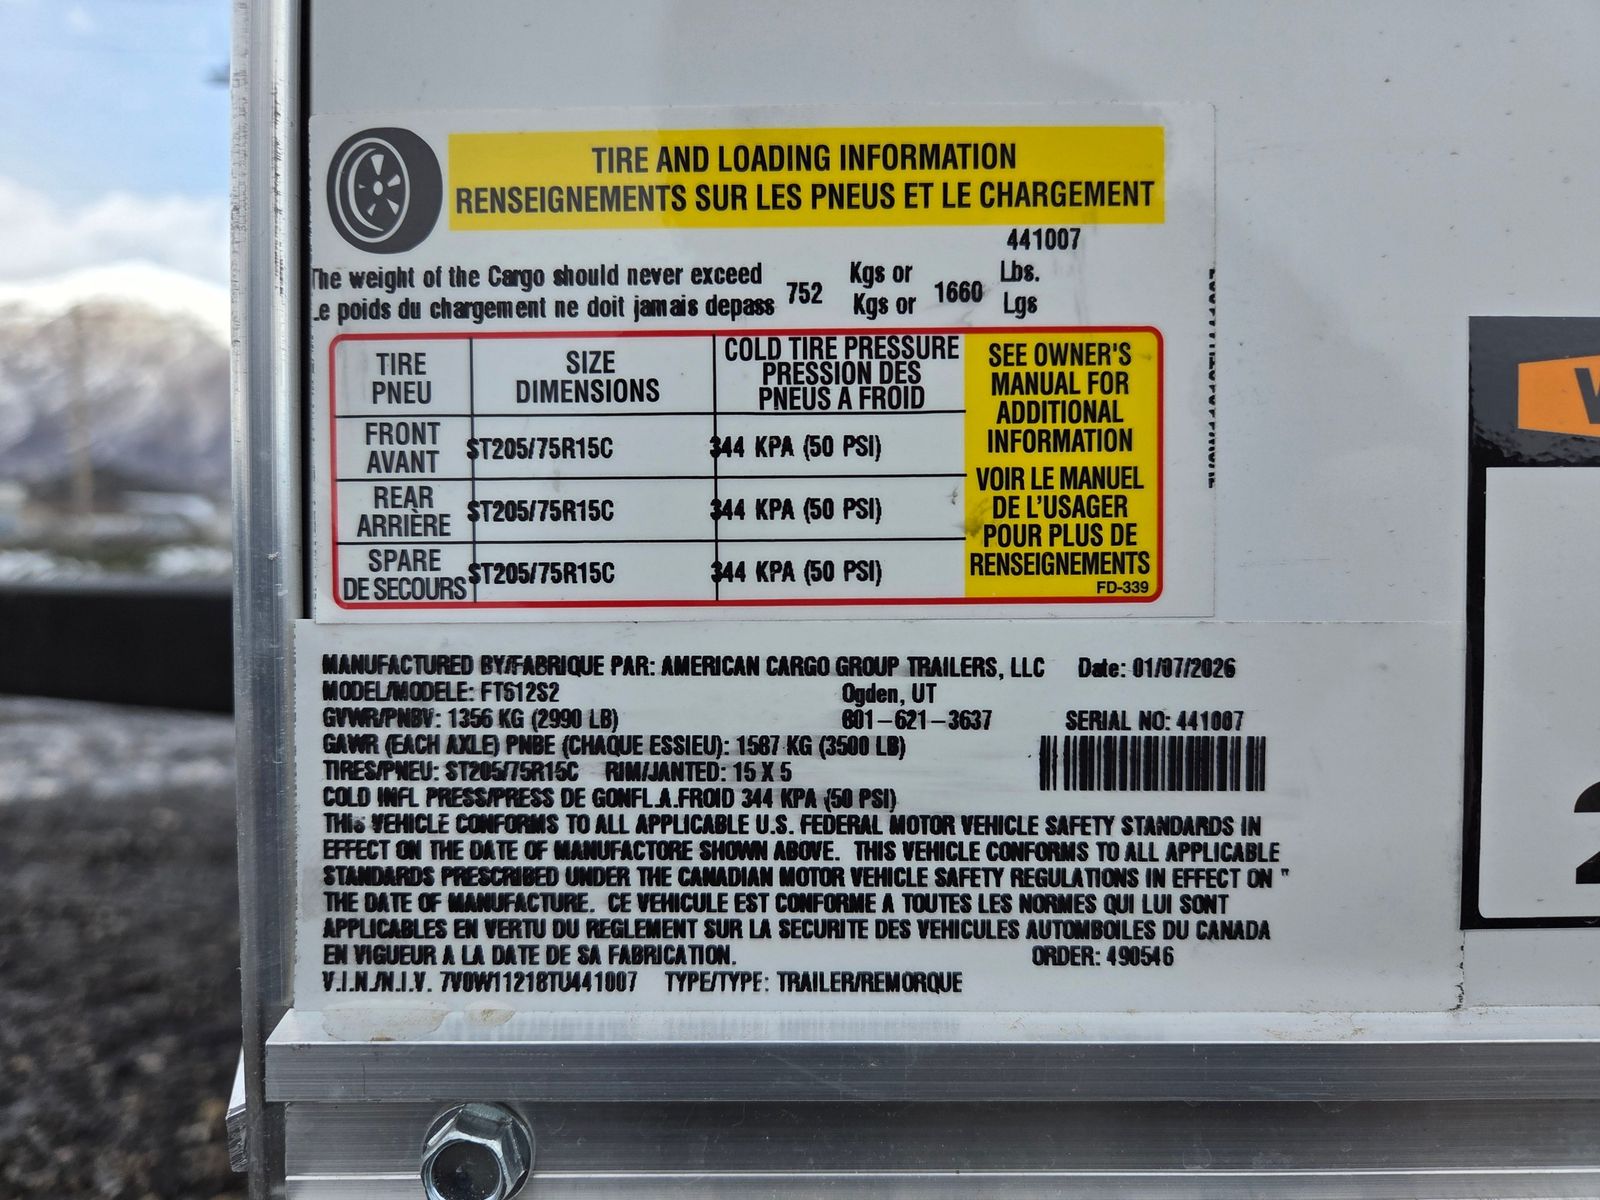 TIRE AND LOADING INFORMATION
RENSEIGNEMENTS SUR LES PNEUS ET LE CHARGEMENT
441007
The weight of the Cargo should never exceed 752 Kgs or 1660 Lbs.
Le poids du chargement ne doit jamais depass Kgs or Lgs
TIRE PNEU
SIZE DIMENSIONS
COLD TIRE PRESSURE PRESSION DES PNEUS A FROID
FRONT AVANT ST205/75R15C 344 KPA (50 PSI)
REAR ARRIÈRE ST205/75R15C 344 KPA (50 PSI)
SPARE DE SECOURS ST205/75R15C 344 KPA (50 PSI)
SEE OWNER'S
MANUAL FOR
ADDITIONAL
INFORMATION
VOIR LE MANUEL
DE L'USAGER
POUR PLUS DE
RENSEIGNEMENTS
FD-339
MANUFACTURED BY/FABRIQUE PAR: AMERICAN CARGO GROUP TRAILERS, LLC Date: 01/07/2026
MODEL/MODELE: FT612S2 Ogden, UT
GVWR/PNBV: 1356 KG (2990 LB) 801-621-3637 SERIAL NO: 441007
GAWR (EACH AXLE) PNBE (CHAQUE ESSIEU): 1587 KG (3500 LB)
TIRES/PNEU: ST205/75R15C RIM/JANTED: 15 X 5
COLD INFL PRESS/PRESS DE GONFL.A.FROID 344 KPA (50 PSI)
THIS VEHICLE CONFORMS TO ALL APPLICABLE U.S. FEDERAL MOTOR VEHICLE SAFETY STANDARDS IN
EFFECT ON THE DATE OF MANUFACTORE SHOWN ABOVE. THIS VEHICLE CONFORMS TO ALL APPLICABLE
STANDARDS PRESCRIBED UNDER THE CANADIAN MOTOR VEHICLE SAFETY REGULATIONS IN EFFECT ON "
THE DATE OF MANUFACTURE. CE VEHICULE EST CONFORME A TOUTES LES NORMES QUI LUI SONT
APPLICABLES EN VERTU DU REGLEMENT SUR LA SECURITE DES VEHICULES AUTOMBOILES DU CANADA
EN VIGUEUR A LA DATE DE SA FABRICATION. ORDER: 490546
V.I.N./N.I.V. 7V0W11218TU441007 TYPE/TYPE: TRAILER/REMORQUE